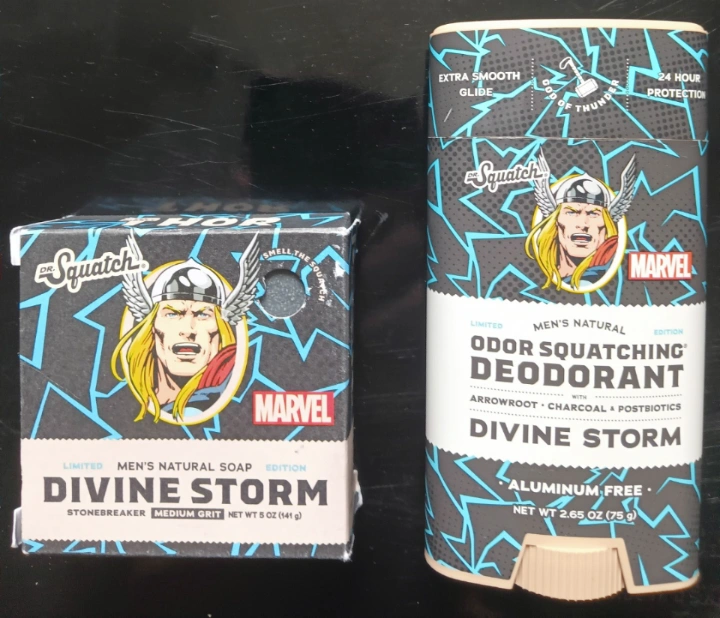 THOR
DR. Squatch®
SMELL THE SQUATCH™
MARVEL
LIMITED MEN'S NATURAL SOAP EDITION
DIVINE STORM
STONEBREAKER MEDIUM GRIT NET WT 5 OZ (141 g)
EXTRA SMOOTH
GLIDE
GOD OF THUNDER
24 HOUR
PROTECTION
DR. Squatch®
MARVEL
LIMITED MEN'S NATURAL EDITION
ODOR SQUATCHING®
DEODORANT
WITH
ARROWROOT • CHARCOAL & POSTBIOTICS
DIVINE STORM
• ALUMINUM FREE •
NET WT 2.65 OZ (75 g)